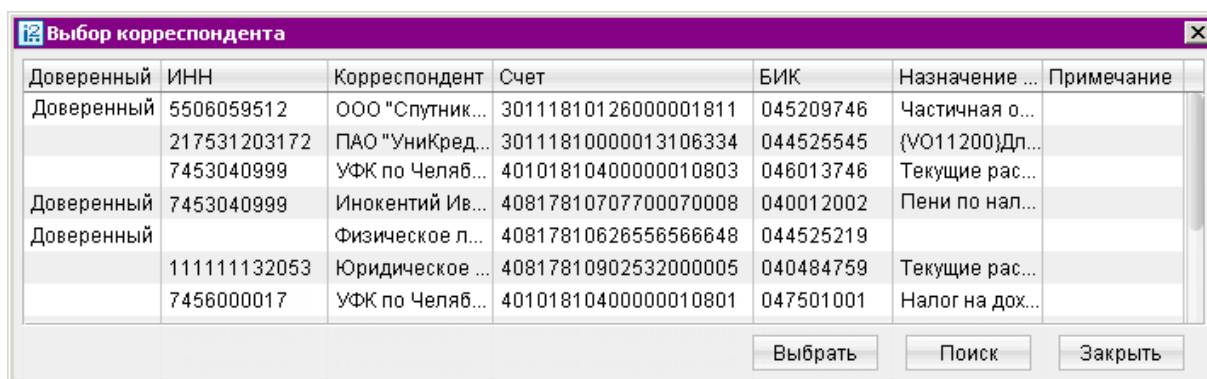 Выбор корреспондента
Доверенный ИНН Корреспондент Счет БИК Назначение ... Примечание
Доверенный 5506059512 ООО "Спутник... 30111810126000001811 045209746 Частичная о...
217531203172 ПАО "УниКред... 30111810000013106334 044525545 {VO11200}Дл...
7453040999 УФК по Челяб... 40101810400000010803 046013746 Текущие рас...
Доверенный 7453040999 Инокентий Ив... 40817810707700070008 040012002 Пени по нал...
Доверенный Физическое л... 40817810626556566648 044525219
111111132053 Юридическое ... 40817810902532000005 040484759 Текущие рас...
7456000017 УФК по Челяб... 40101810400000010801 047501001 Налог на дох...
Выбрать Поиск Закрыть